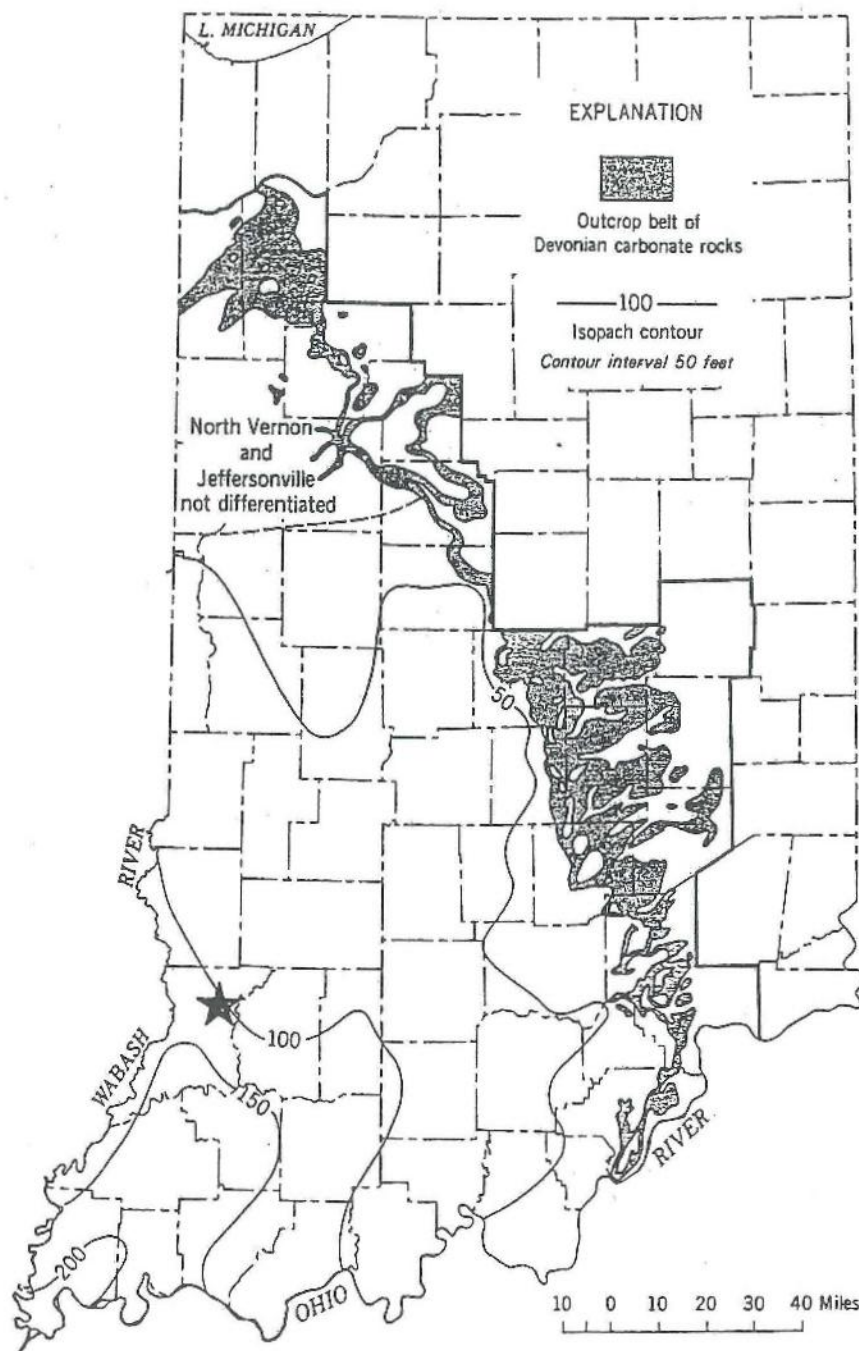 L. MICHIGAN
EXPLANATION
Outcrop belt of
Devonian carbonate rocks
100
Isopach contour
Contour interval 50 feet
North Vernon
and
Jeffersonville
not differentiated
50
RIVER
WABASH
100
150
200
OHIO
RIVER
10 0 10 20 30 40 Miles